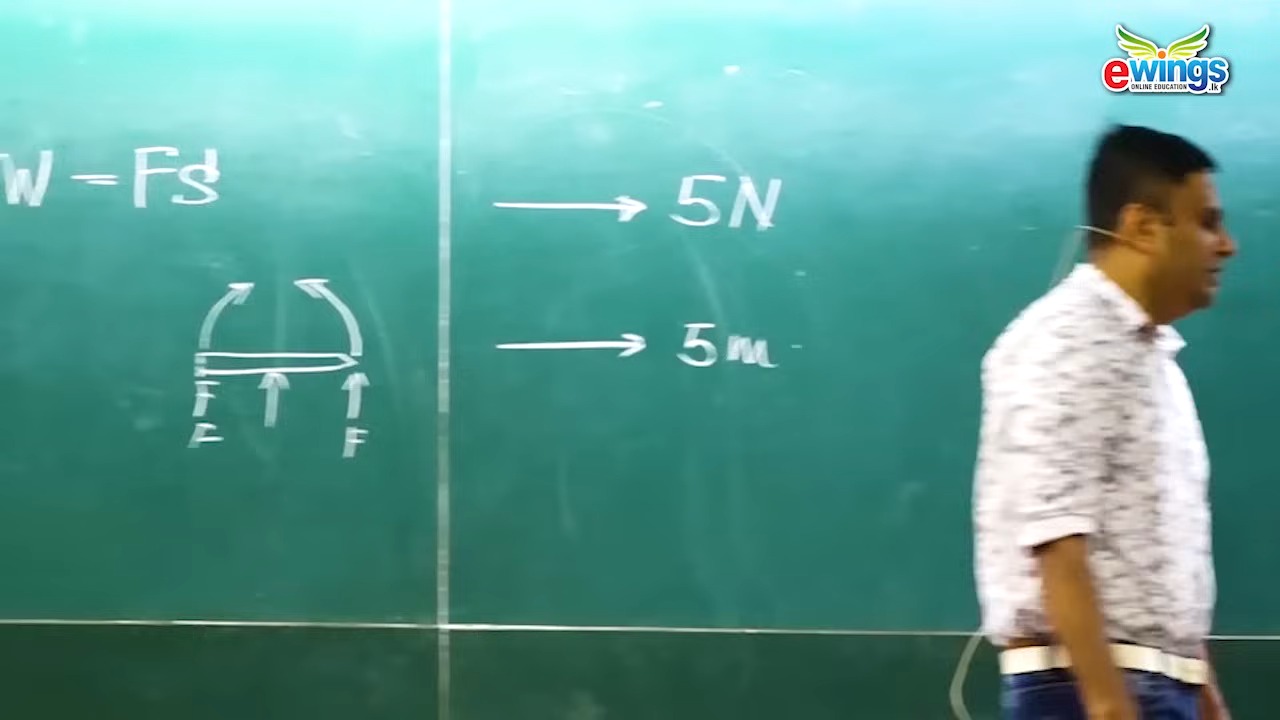 W = Fs
5N
5m
F
F
F
ewings
ONLINE EDUCATION .lk